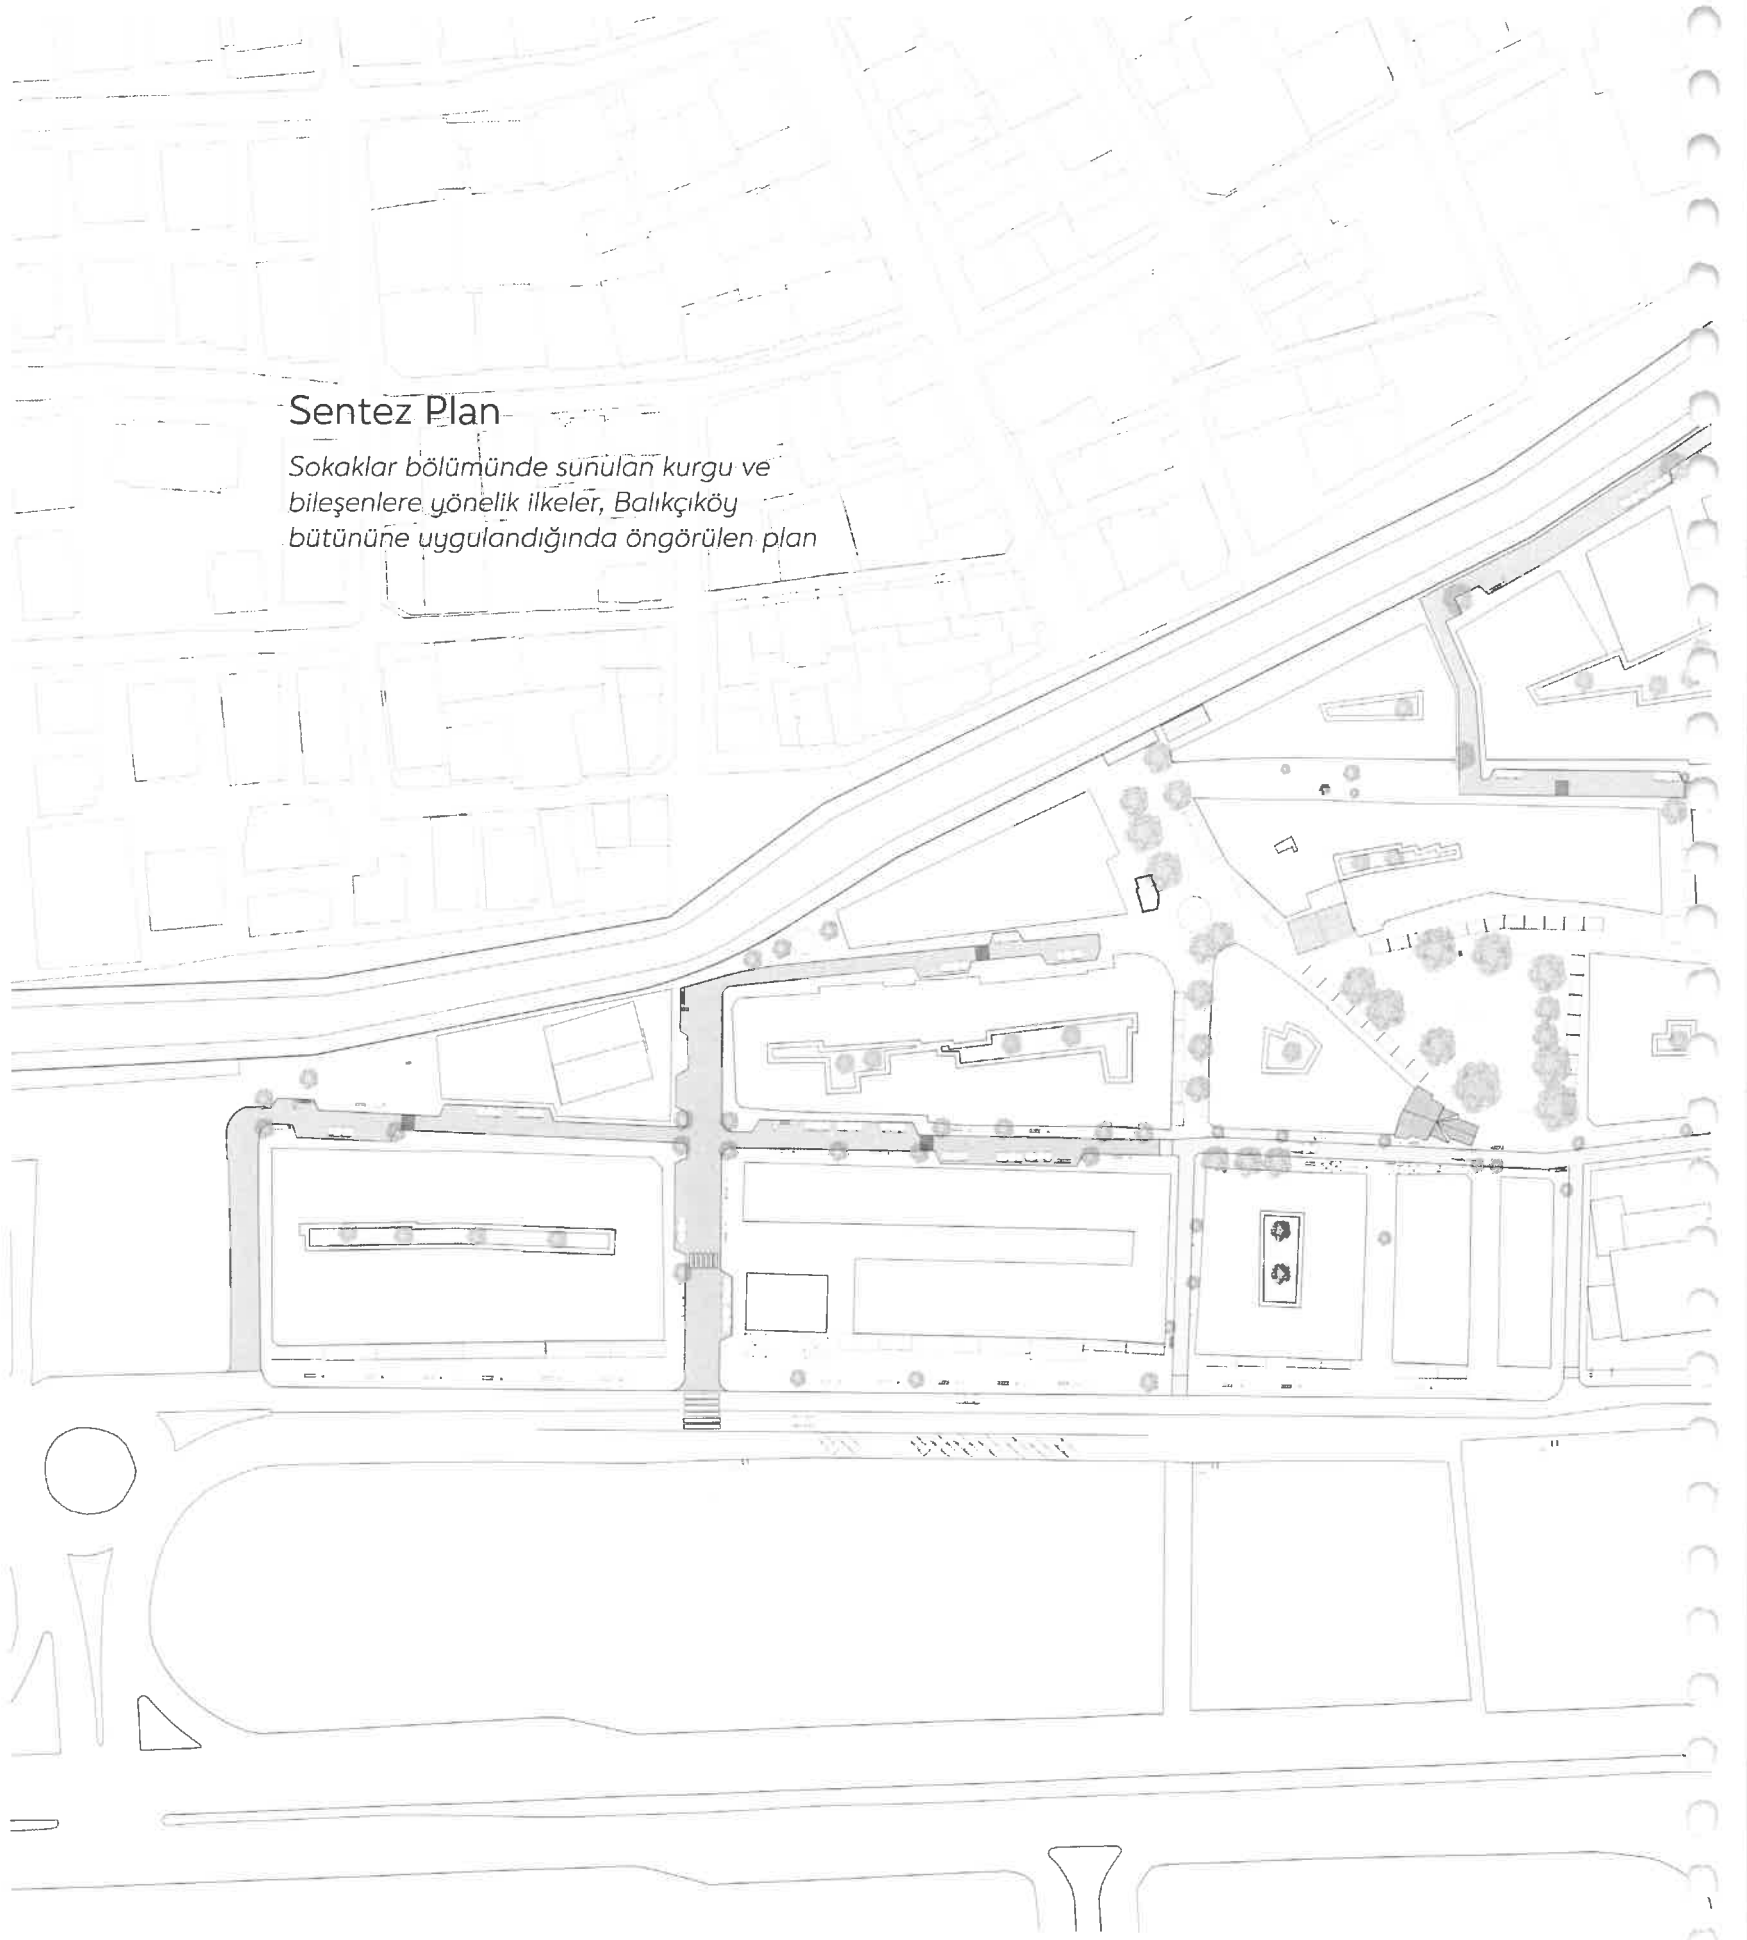 Sentez Plan
Sokaklar bölümünde sunulan kurgu ve
bileşenlere yönelik ilkeler, Balıkçıköy
bütününe uygulandığında öngörülen plan